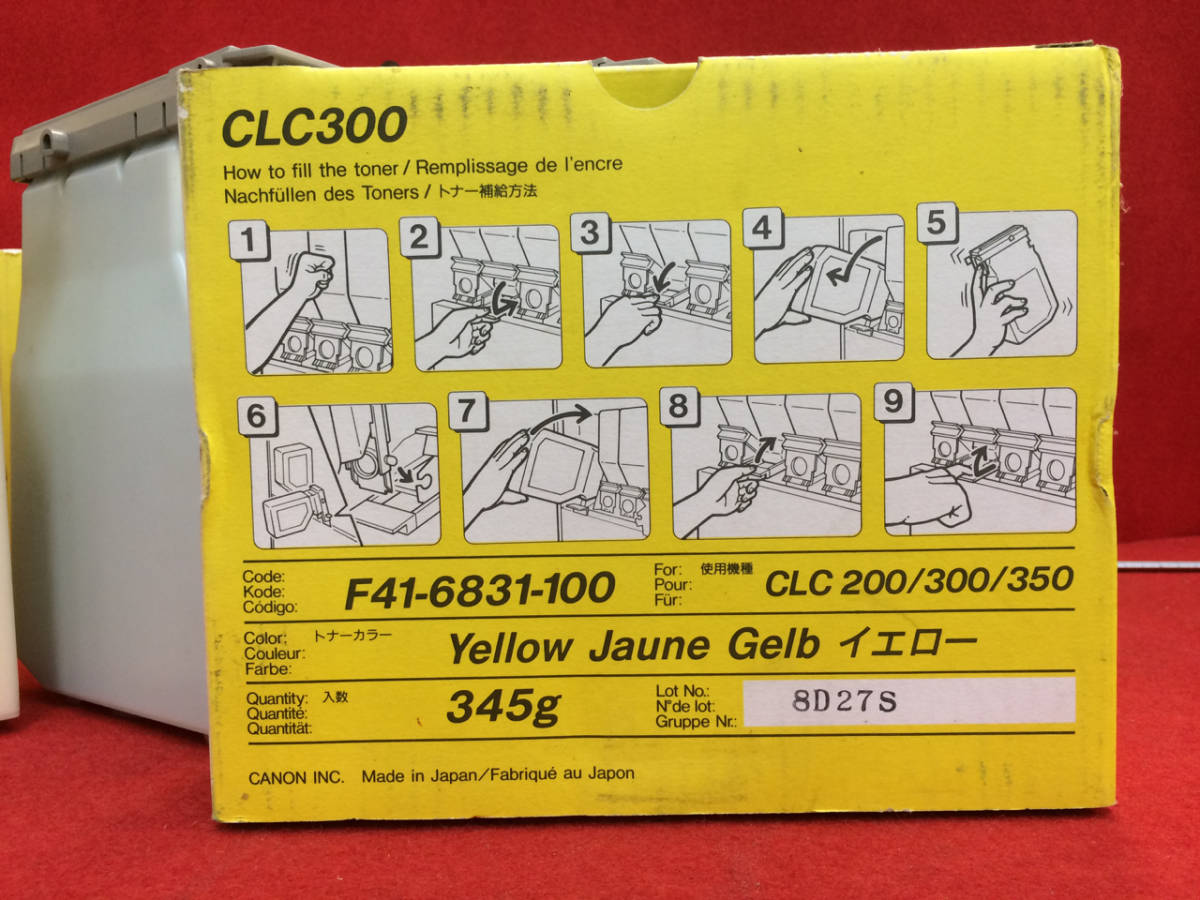 CLC300
How to fill the toner / Remplissage de l'encre
Nachfüllen des Toners / トナー補給方法
1
2
3
4
5
6
7
8
9
Code:
Kode:
Código:
F41-6831-100
For: 使用機種
Pour:
Für:
CLC 200/300/350
Color: トナーカラー
Couleur:
Farbe:
Yellow Jaune Gelb イエロー
Quantity: 入数
Quantité:
Quantität:
345g
Lot No.:
N°de lot:
Gruppe Nr.:
8D27S
CANON INC. Made in Japan/Fabriqué au Japon